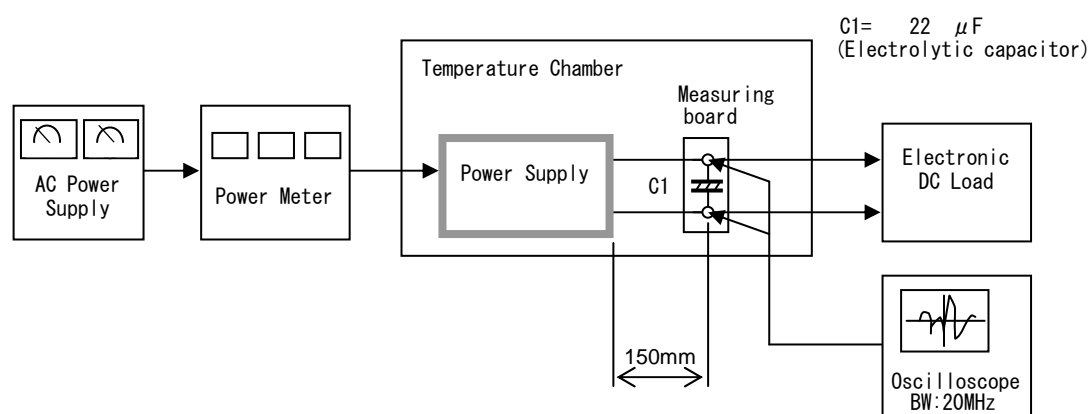 C1= 22 μF
(Electrolytic capacitor)
Temperature Chamber
Measuring
board
AC Power
Supply
Power Meter
Power Supply
C1
Electronic
DC Load
150mm
Oscilloscope
BW:20MHz